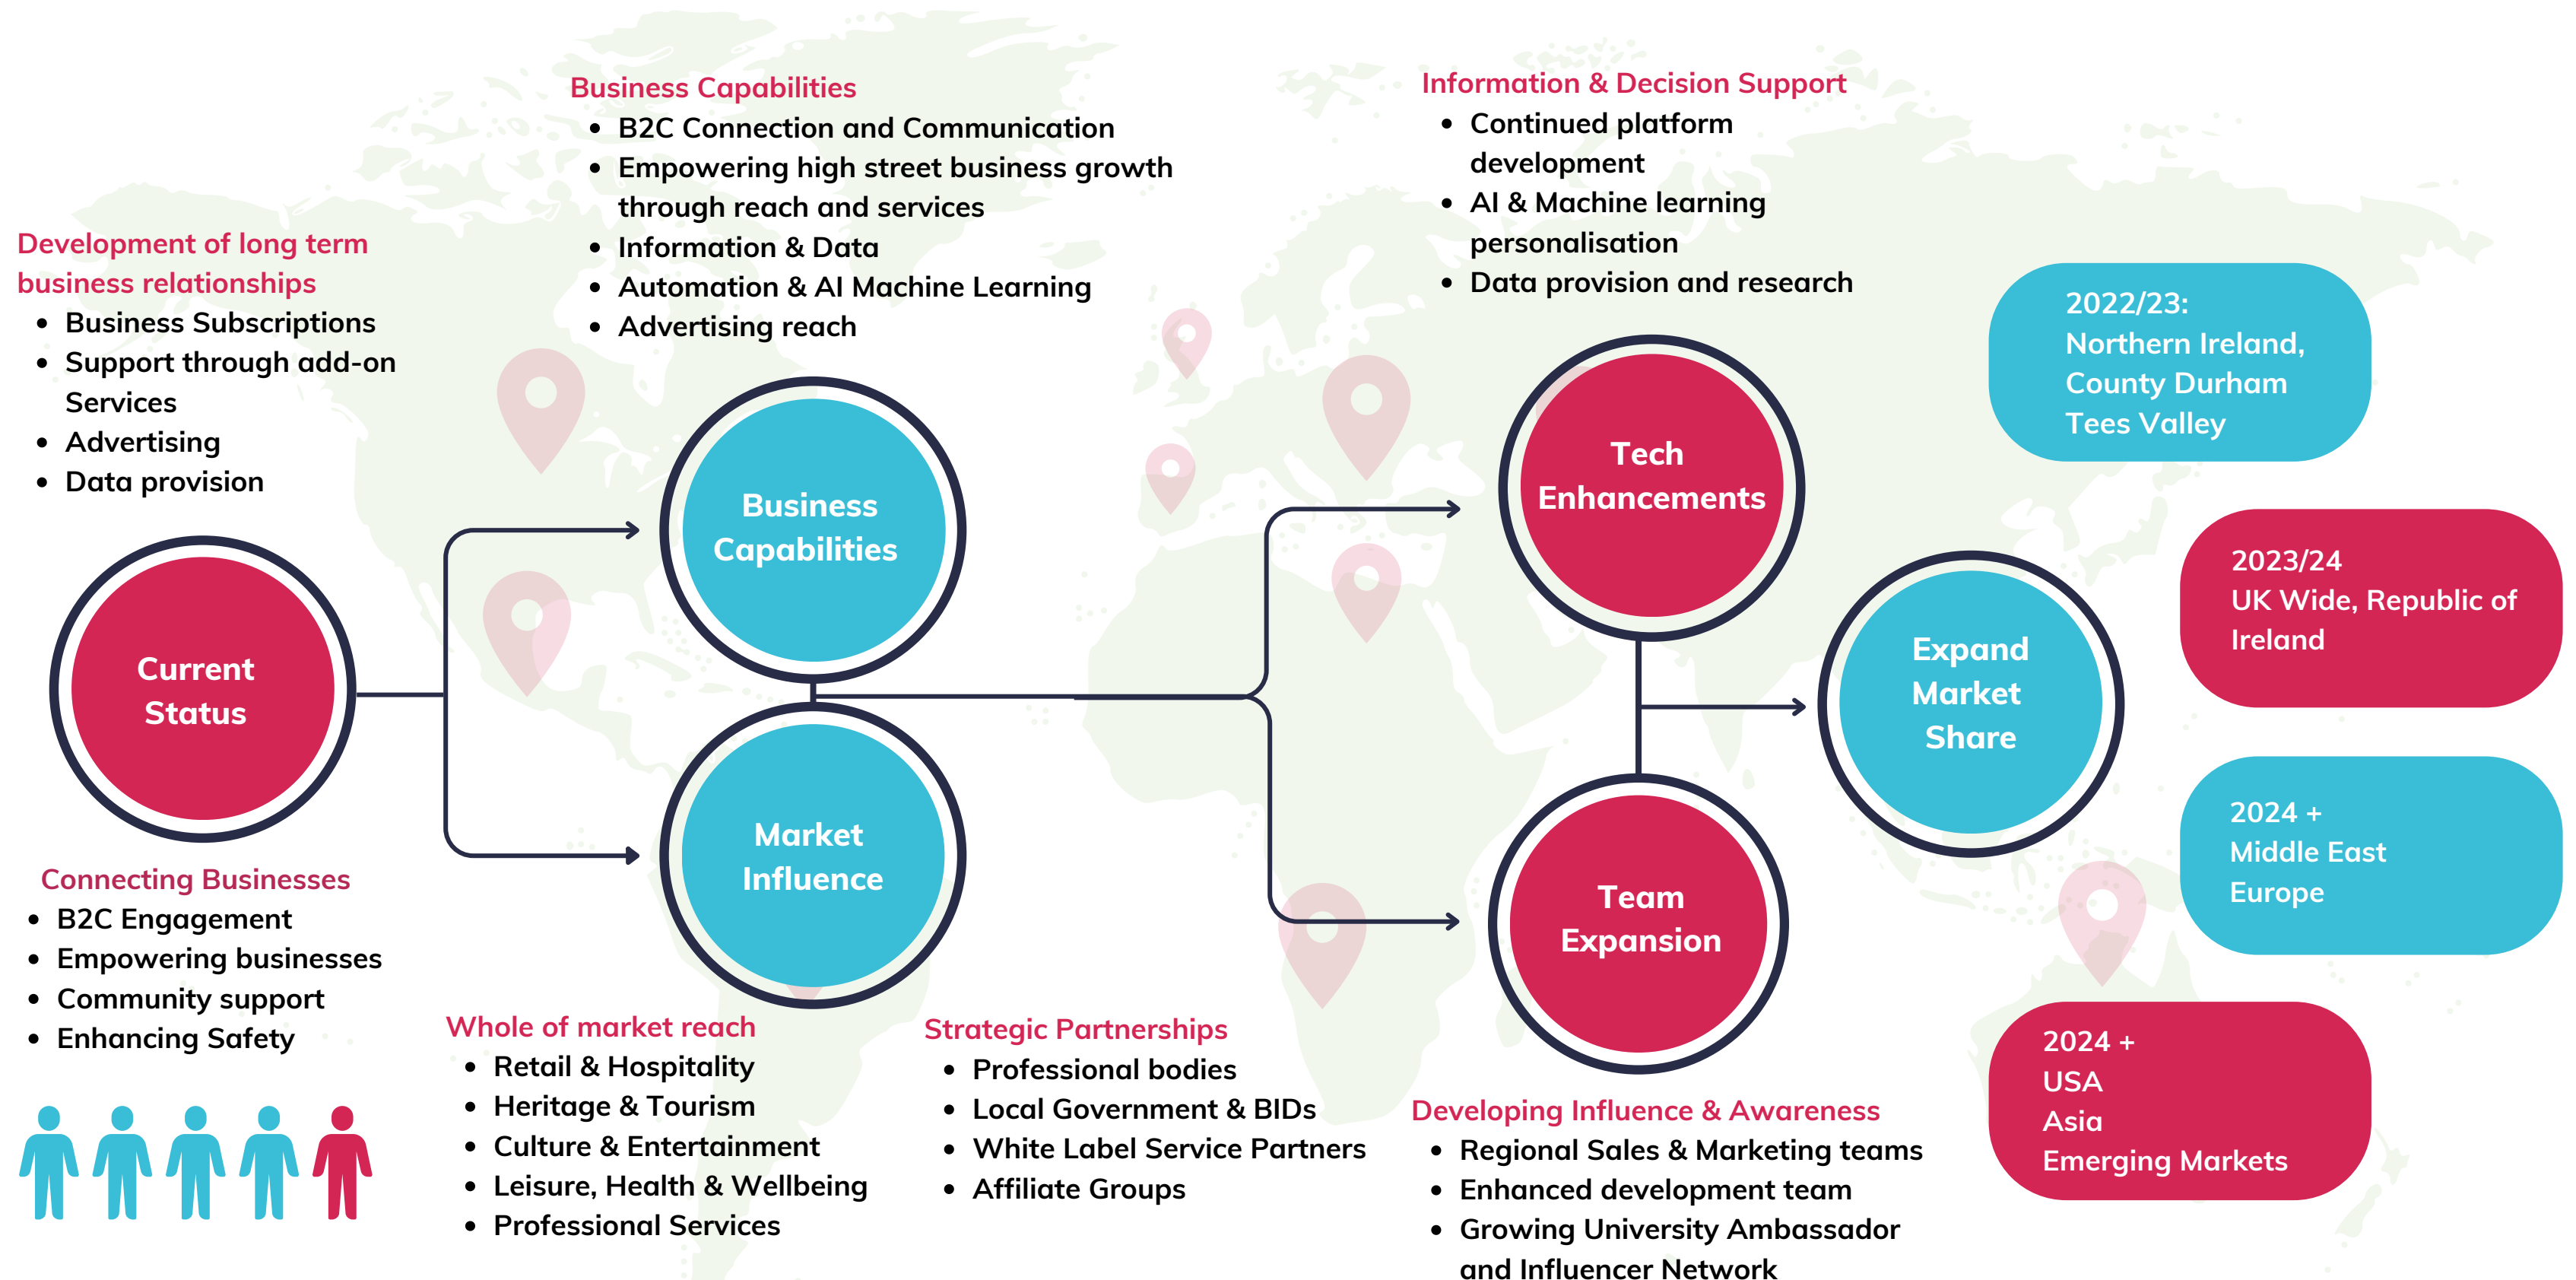 Development of long term
business relationships
• Business Subscriptions
• Support through add-on
Services
• Advertising
• Data provision
Current
Status
Connecting Businesses
• B2C Engagement
• Empowering businesses
• Community support
• Enhancing Safety
Business Capabilities
• B2C Connection and Communication
• Empowering high street business growth
through reach and services
• Information & Data
• Automation & AI Machine Learning
• Advertising reach
Business
Capabilities
Market
Influence
Whole of market reach
• Retail & Hospitality
• Heritage & Tourism
• Culture & Entertainment
• Leisure, Health & Wellbeing
• Professional Services
Strategic Partnerships
• Professional bodies
• Local Government & BIDs
• White Label Service Partners
• Affiliate Groups
Information & Decision Support
• Continued platform
development
• AI & Machine learning
personalisation
• Data provision and research
Tech
Enhancements
Team
Expansion
Developing Influence & Awareness
• Regional Sales & Marketing teams
• Enhanced development team
• Growing University Ambassador
and Influencer Network
Expand
Market
Share
2022/23:
Northern Ireland,
County Durham
Tees Valley
2023/24
UK Wide, Republic of
Ireland
2024 +
Middle East
Europe
2024 +
USA
Asia
Emerging Markets